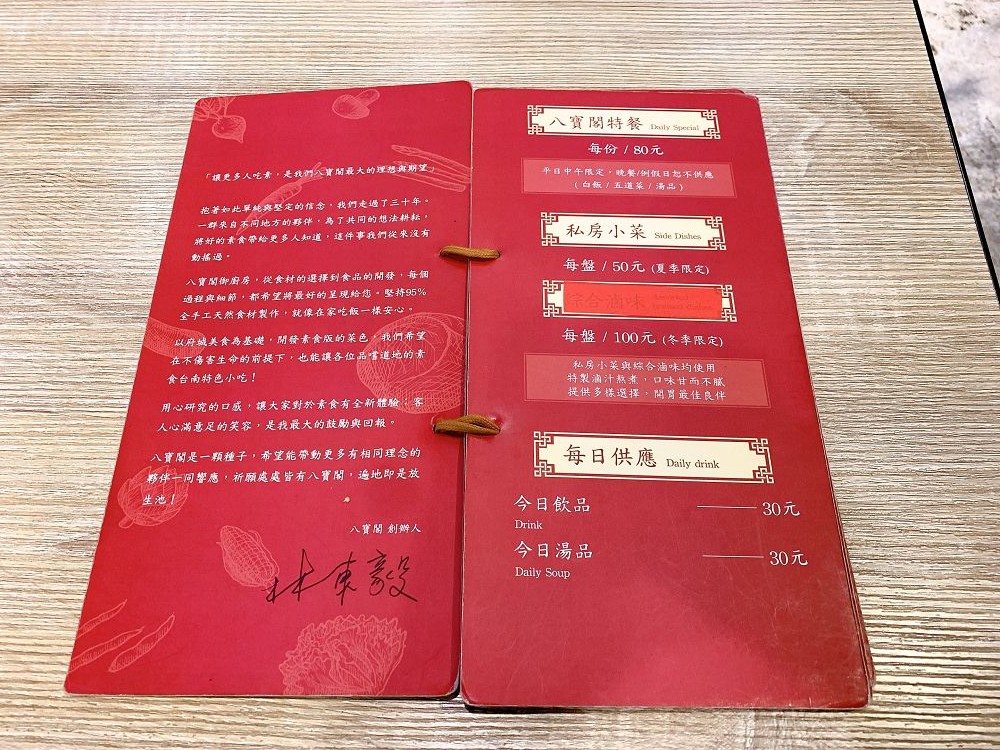 「讓更多人吃素，是我們八寶閣最大的理想與期望」
抱著如此單純與堅定的信念，我們走過了三十年。
一群來自不同地方的夥伴，為了共同的想法耕耘，
將好的素食帶給更多人知道，這件事我們從來沒有
動搖過。
八寶閣御廚房，從食材的選擇到食品的開發，每個
過程與細節，都希望將最好的呈現給您。堅持95%
全手工天然食材製作，就像在家吃飯一樣安心。
以府城美食為基礎，開發素食版的菜色，我們希望
在不傷害生命的前提下，也能讓各位品嚐道地的素
食台南特色小吃！
用心研究的口感，讓大家對於素食有全新體驗，客
人心滿意足的笑容，是我最大的鼓勵與回報。
八寶閣是一顆種子，希望能帶動更多有相同理念的
夥伴一同響應，祈願處處皆有八寶閣，遍地即是放
生池！
八寶閣 創辦人
林東毅
八寶閣特餐 Daily Special
每份 / 80元
平日中午限定，晚餐/例假日恕不供應
（白飯 / 五道菜 / 湯品）
私房小菜 Side Dishes
每盤 / 50元 (夏季限定)
綜合滷味
每盤 / 100元 (冬季限定)
私房小菜與綜合滷味均使用
特製滷汁熬煮，口味甘而不膩
提供多樣選擇，開胃最佳良伴
每日供應 Daily drink
今日飲品 30元
Drink
今日湯品 30元
Daily Soup